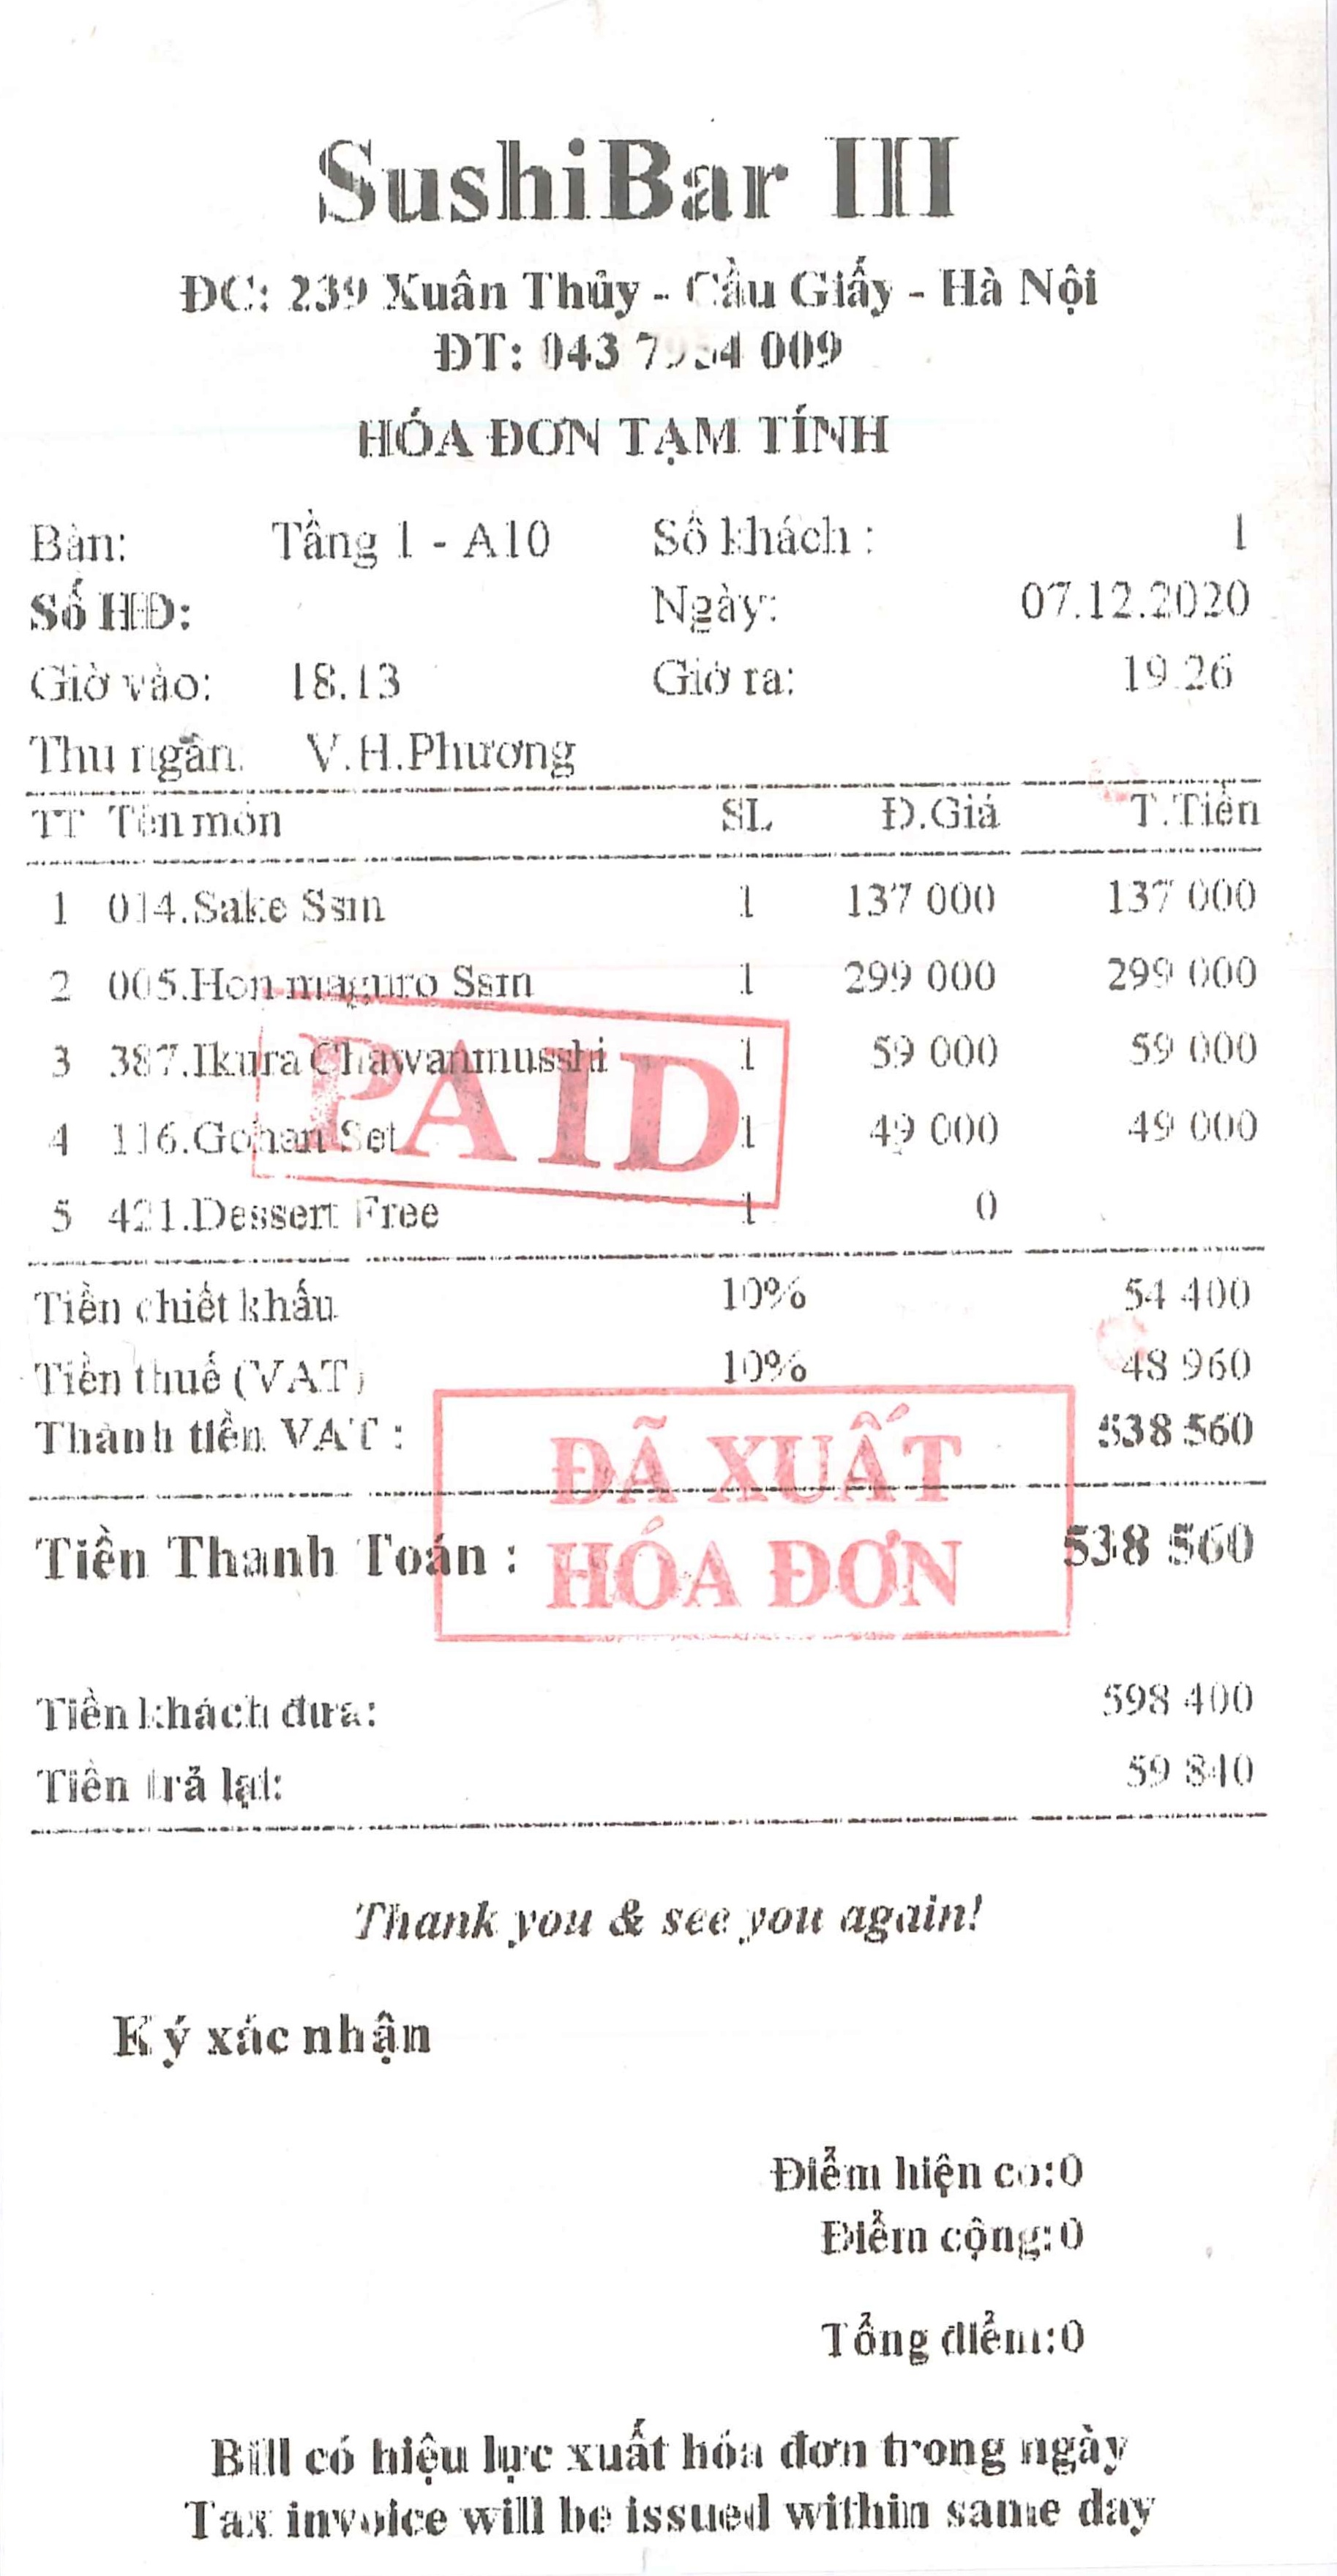 SushiBar III
ĐC: 239 Xuân Thủy - Cầu Giấy - Hà Nội
ĐT: 043 7954 009
HÓA ĐƠN TẠM TÍNH
Bàn: Tầng 1 - A10 Số khách : 1
Số HĐ: Ngày: 07.12.2020
Giờ vào: 18.13 Giờ ra: 19.26
Thu ngân. V.H.Phương
TT Tên món SL Đ.Giá T.Tiền
1 014.Sake Ssm 1 137 000 137 000
2 005.Hon maguro Ssm 1 299 000 299 000
3 387.Ikura Chawanmusshi 1 59 000 59 000
4 116.Gohan Set 1 49 000 49 000
PAID
5 421.Dessert Free 1 0
Tiền chiết khấu 10% 54 400
Tiền thuế (VAT) 10% 48 960
Thành tiền VAT : 538 560
ĐÃ XUẤT
HÓA ĐƠN
Tiền Thanh Toán : 538 560
Tiền khách đưa: 598 400
Tiền trả lại: 59 840
Thank you & see you again!
Ký xác nhận
Điểm hiện có:0
Điểm cộng:0
Tổng điểm:0
Bill có hiệu lực xuất hóa đơn trong ngày
Tax invoice will be issued within same day